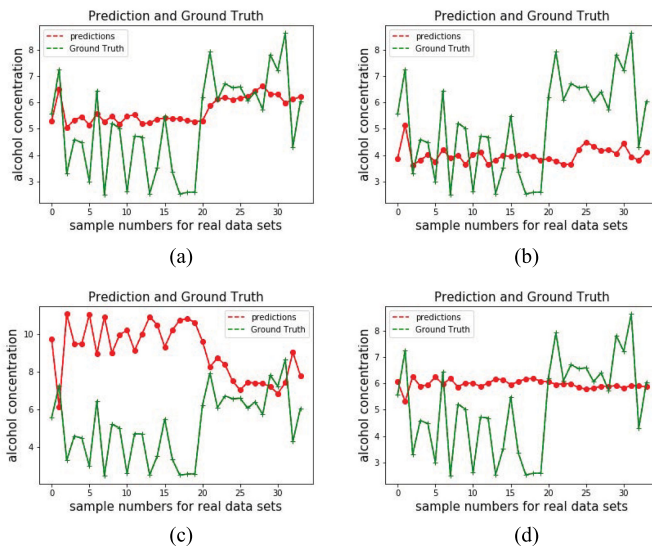 Prediction and Ground Truth
alcohol concentration
8
7
6
5
4
3
predictions
Ground Truth
0
5
10
15
20
25
30
sample numbers for real data sets
(a)
Prediction and Ground Truth
alcohol concentration
8
7
6
5
4
3
predictions
Ground Truth
0
5
10
15
20
25
30
sample numbers for real data sets
(b)
Prediction and Ground Truth
alcohol concentration
10
8
6
4
predictions
Ground Truth
0
5
10
15
20
25
30
sample numbers for real data sets
(c)
Prediction and Ground Truth
alcohol concentration
8
7
6
5
4
3
predictions
Ground Truth
0
5
10
15
20
25
30
sample numbers for real data sets
(d)